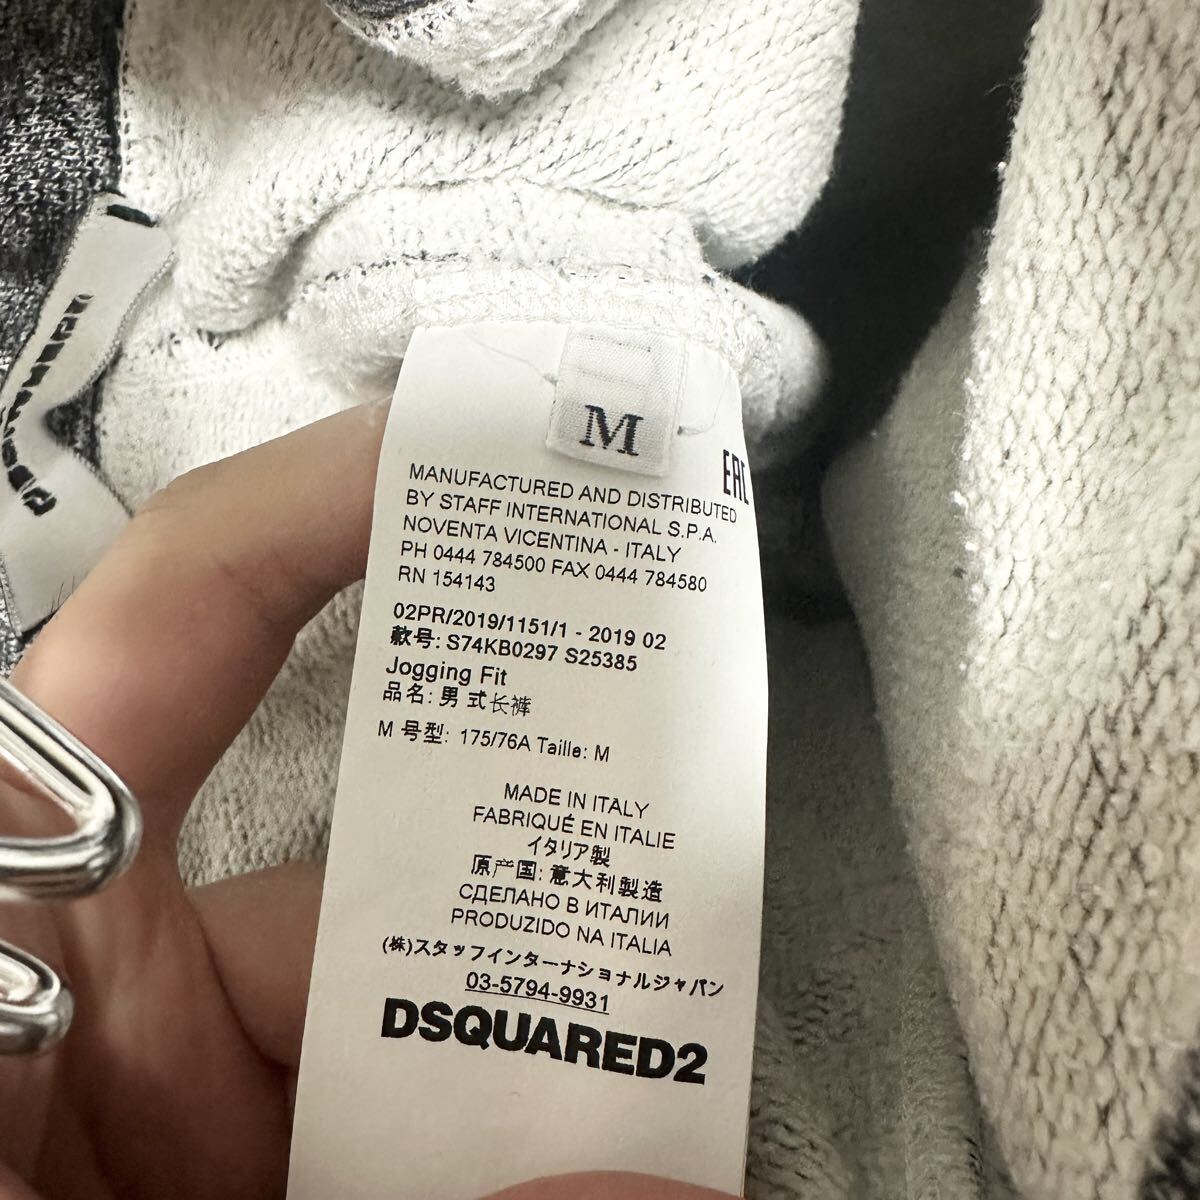 M
EAC
MANUFACTURED AND DISTRIBUTED
BY STAFF INTERNATIONAL S.P.A.
NOVENTA VICENTINA - ITALY
PH 0444 784500 FAX 0444 784580
RN 154143
02PR/2019/1151/1 - 2019 02
款号: S74KB0297 S25385
Jogging Fit
品名: 男式长裤
M 号型: 175/76A Taille: M
MADE IN ITALY
FABRIQUÉ EN ITALIE
イタリア製
原产国: 意大利製造
СДЕЛАНО В ИТАЛИИ
PRODUZIDO NA ITALIA
(株)スタッフインターナショナルジャパン
03-5794-9931
DSQUARED2